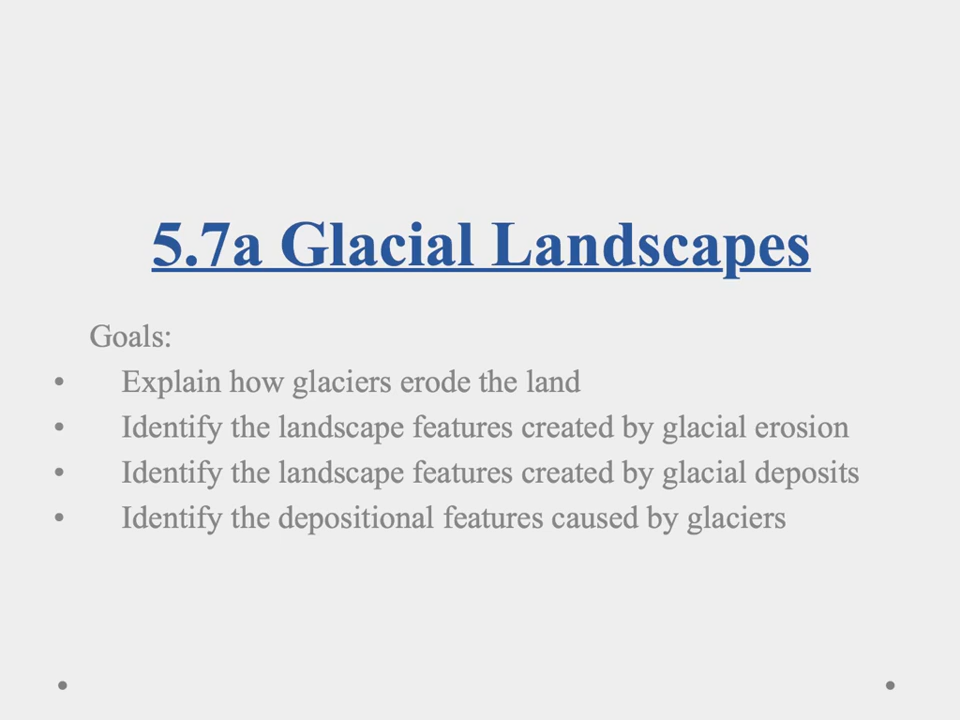 5.7a Glacial Landscapes
Goals:
• Explain how glaciers erode the land
• Identify the landscape features created by glacial erosion
• Identify the landscape features created by glacial deposits
• Identify the depositional features caused by glaciers